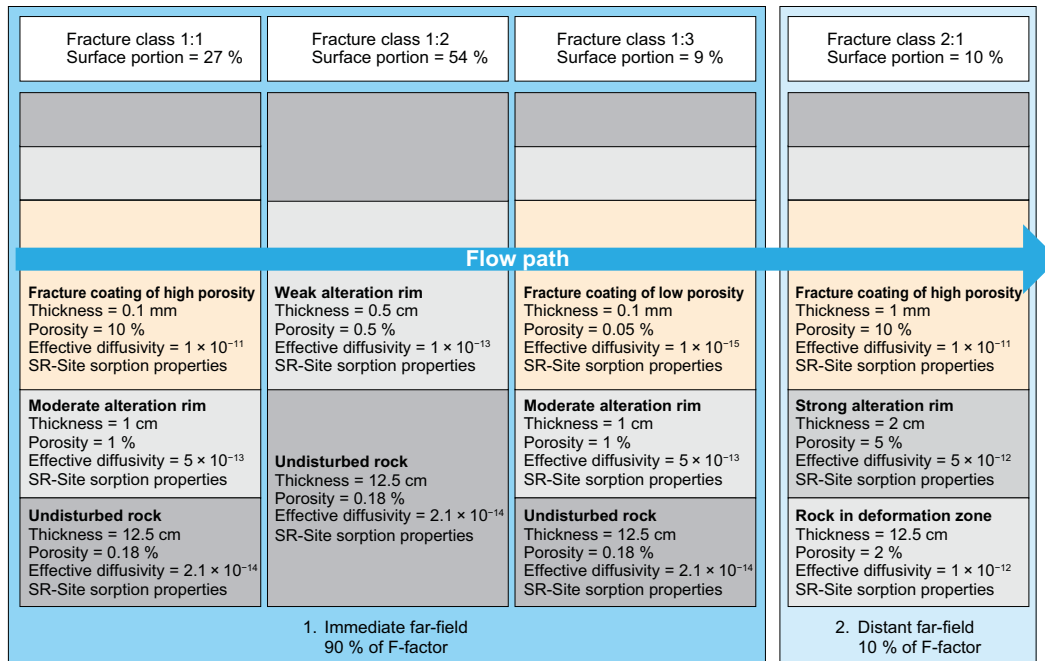 Fracture class 1:1
Surface portion = 27 %
Fracture class 1:2
Surface portion = 54 %
Fracture class 1:3
Surface portion = 9 %
Fracture class 2:1
Surface portion = 10 %
Flow path
Fracture coating of high porosity
Thickness = 0.1 mm
Porosity = 10 %
Effective diffusivity = 1 × 10⁻¹¹
SR-Site sorption properties
Moderate alteration rim
Thickness = 1 cm
Porosity = 1 %
Effective diffusivity = 5 × 10⁻¹³
SR-Site sorption properties
Undisturbed rock
Thickness = 12.5 cm
Porosity = 0.18 %
Effective diffusivity = 2.1 × 10⁻¹⁴
SR-Site sorption properties
Weak alteration rim
Thickness = 0.5 cm
Porosity = 0.5 %
Effective diffusivity = 1 × 10⁻¹³
SR-Site sorption properties
Undisturbed rock
Thickness = 12.5 cm
Porosity = 0.18 %
Effective diffusivity = 2.1 × 10⁻¹⁴
SR-Site sorption properties
Fracture coating of low porosity
Thickness = 0.1 mm
Porosity = 0.05 %
Effective diffusivity = 1 × 10⁻¹⁵
SR-Site sorption properties
Moderate alteration rim
Thickness = 1 cm
Porosity = 1 %
Effective diffusivity = 5 × 10⁻¹³
SR-Site sorption properties
Undisturbed rock
Thickness = 12.5 cm
Porosity = 0.18 %
Effective diffusivity = 2.1 × 10⁻¹⁴
SR-Site sorption properties
Fracture coating of high porosity
Thickness = 1 mm
Porosity = 10 %
Effective diffusivity = 1 × 10⁻¹¹
SR-Site sorption properties
Strong alteration rim
Thickness = 2 cm
Porosity = 5 %
Effective diffusivity = 5 × 10⁻¹²
SR-Site sorption properties
Rock in deformation zone
Thickness = 12.5 cm
Porosity = 2 %
Effective diffusivity = 1 × 10⁻¹²
SR-Site sorption properties
1. Immediate far-field
90 % of F-factor
2. Distant far-field
10 % of F-factor